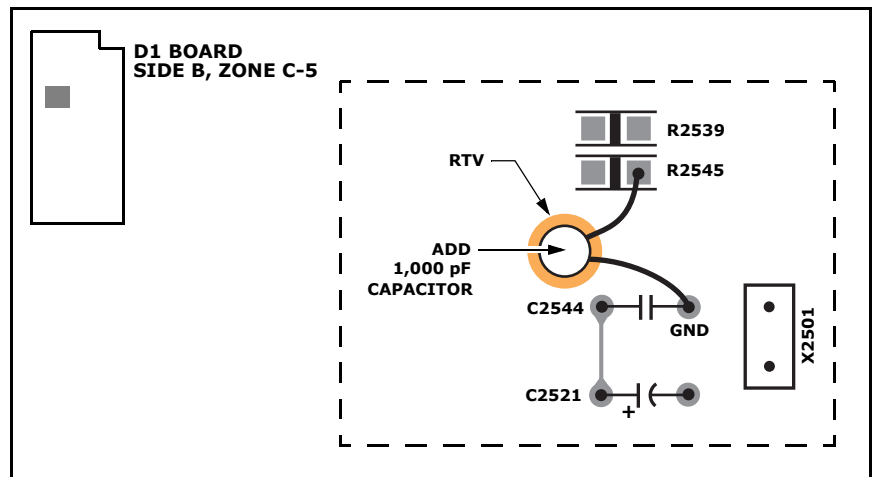 D1 BOARD
SIDE B, ZONE C-5
R2539
R2545
RTV
ADD
1,000 pF
CAPACITOR
C2544
GND
X2501
C2521
+